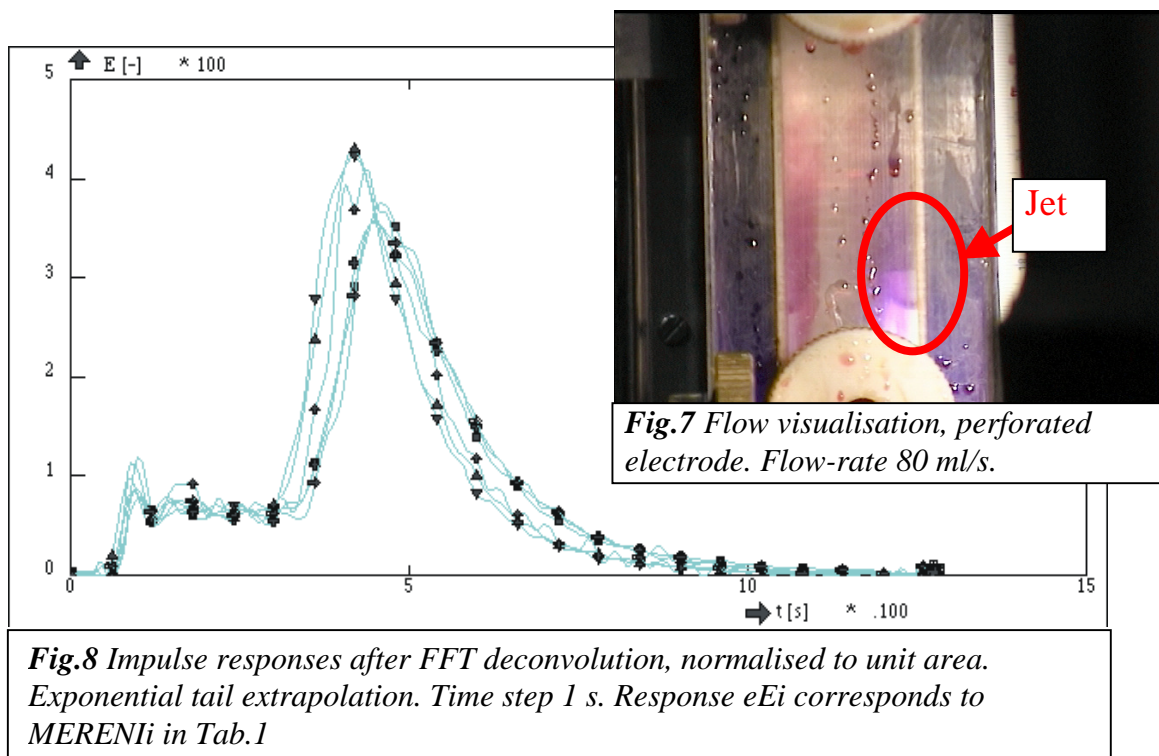 E [-] * 100
5
4
3
2
1
0
0
5
10
15
t [s] * .100
Jet
Fig.7 Flow visualisation, perforated
electrode. Flow-rate 80 ml/s.
Fig.8 Impulse responses after FFT deconvolution, normalised to unit area.
Exponential tail extrapolation. Time step 1 s. Response eEi corresponds to
MERENIi in Tab.1